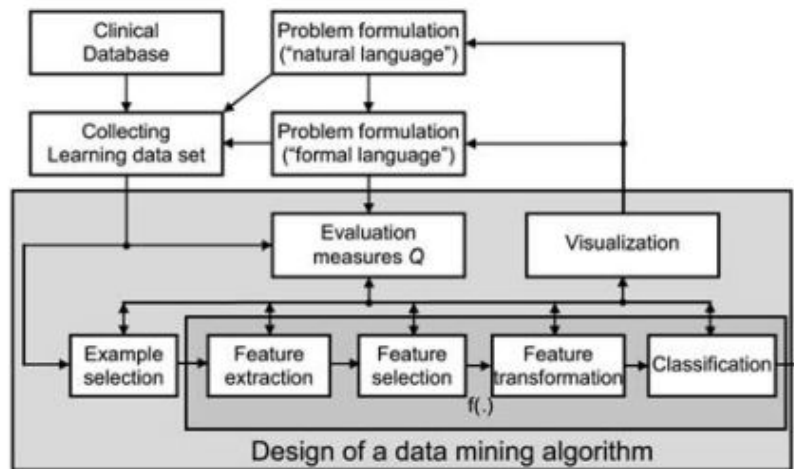 Clinical
Database
Problem formulation
("natural language")
Collecting
Learning data set
Problem formulation
("formal language")
Evaluation
measures Q
Visualization
Example
selection
Feature
extraction
Feature
selection
Feature
transformation
Classification
f(.)
Design of a data mining algorithm